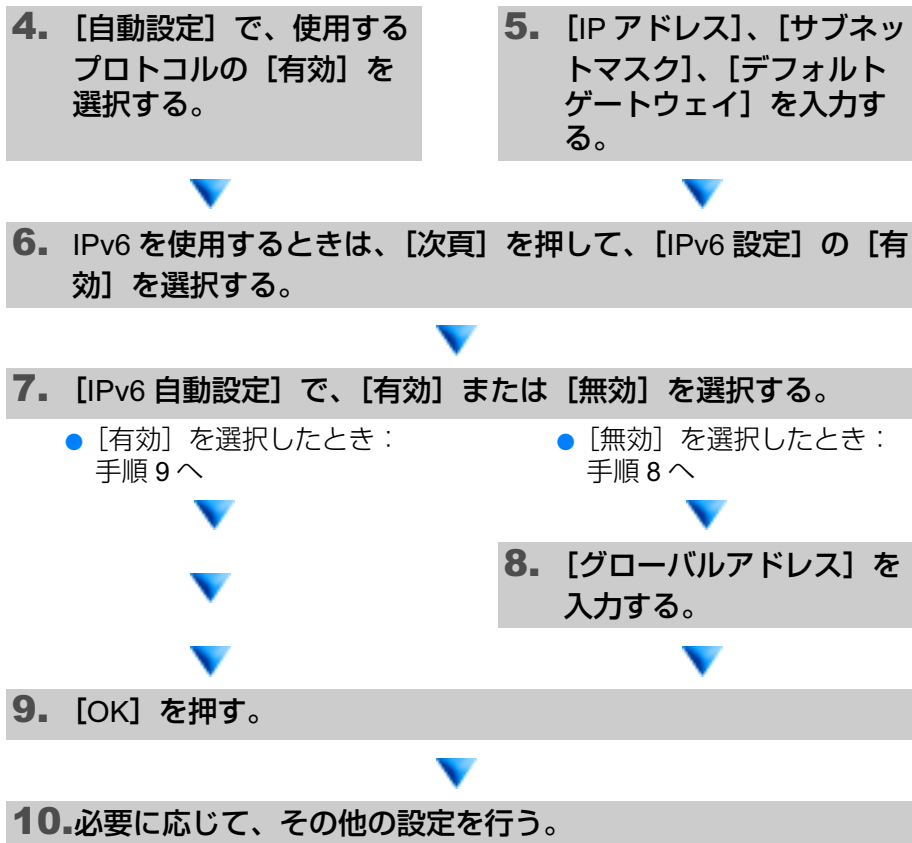 4. ［自動設定］で、使用する
プロトコルの［有効］を
選択する。
5. ［IP アドレス］、［サブネッ
トマスク］、［デフォルト
ゲートウェイ］を入力す
る。
6. IPv6 を使用するときは、［次頁］を押して、［IPv6 設定］の［有
効］を選択する。
7. ［IPv6 自動設定］で、［有効］または［無効］を選択する。
● ［有効］を選択したとき：
手順 9 へ
● ［無効］を選択したとき：
手順 8 へ
8. ［グローバルアドレス］を
入力する。
9. ［OK］を押す。
10.必要に応じて、その他の設定を行う。